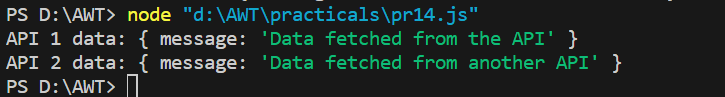 PS D:\AWT> node "d:\AWT\practicals\pr14.js"
API 1 data: { message: 'Data fetched from the API' }
API 2 data: { message: 'Data fetched from another API' }
PS D:\AWT>